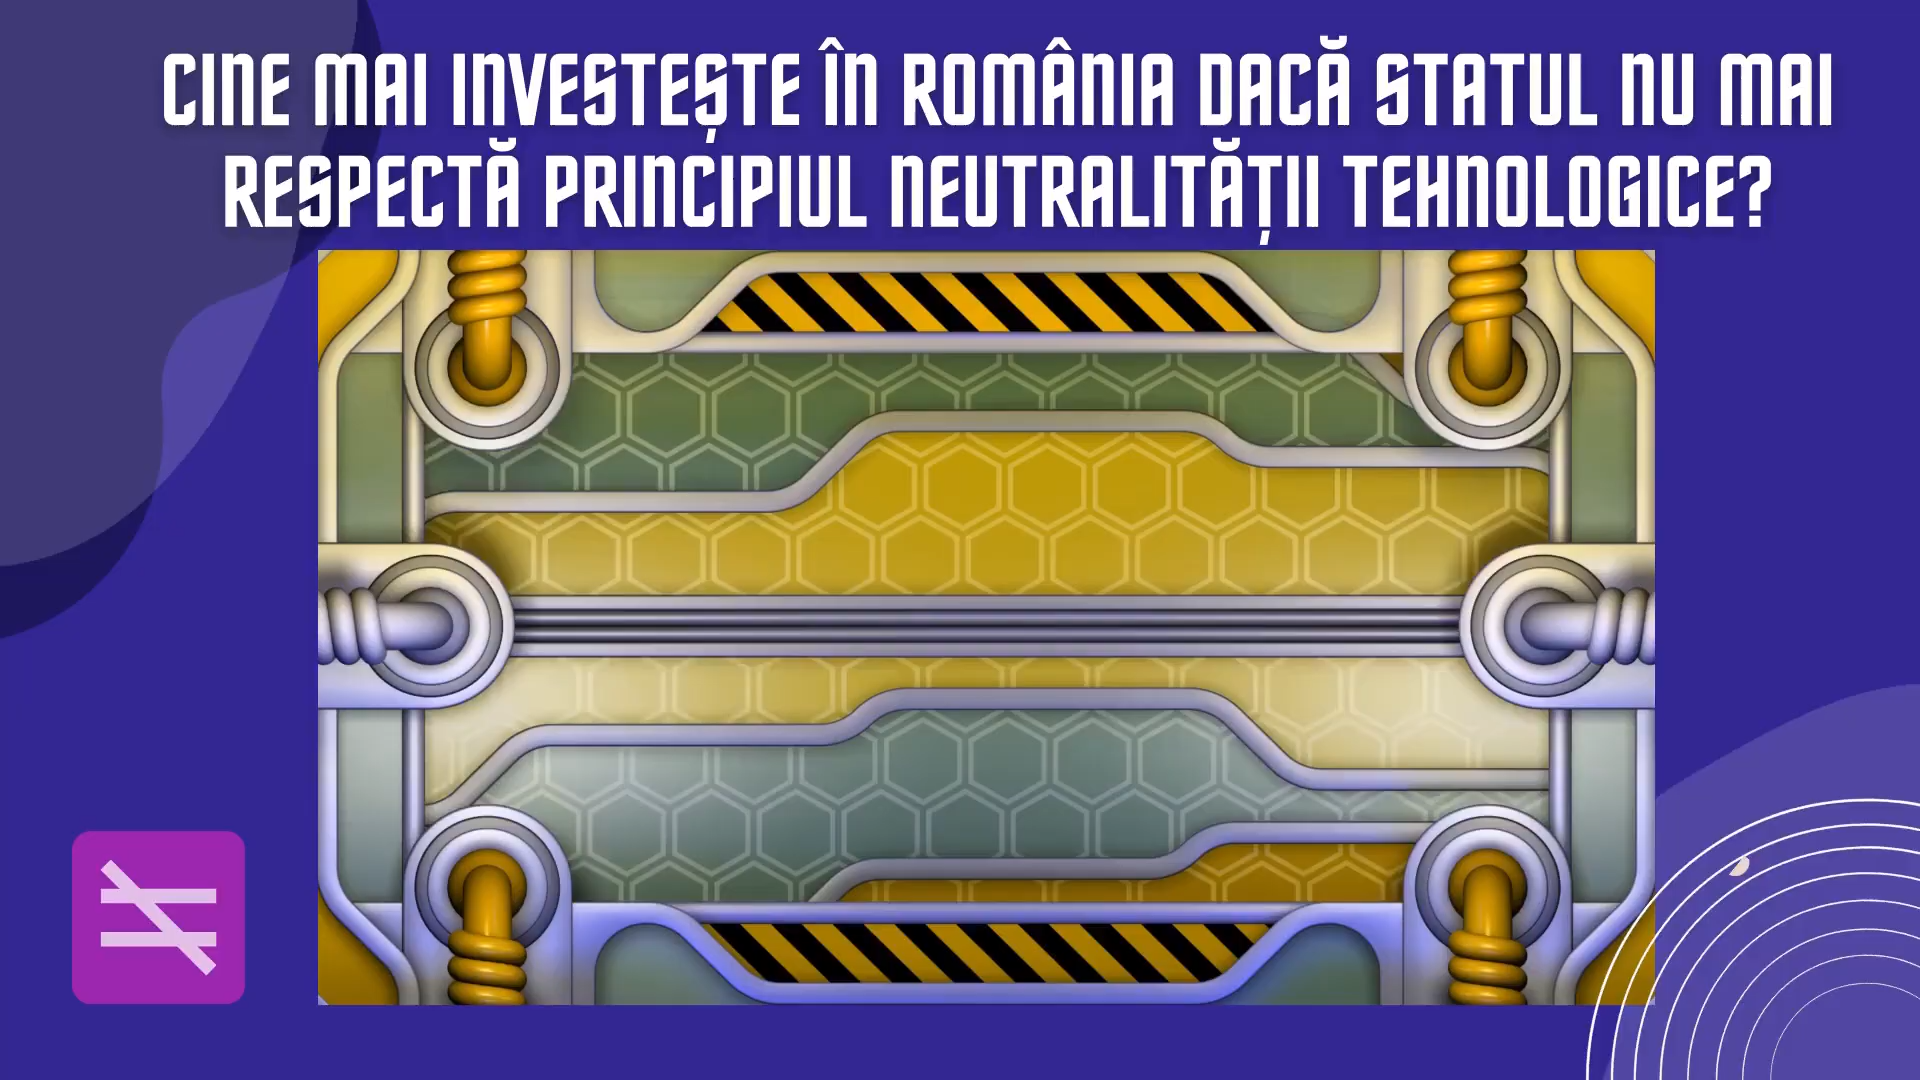 CINE MAI INVESTEȘTE ÎN ROMÂNIA DACĂ STATUL NU MAI
RESPECTĂ PRINCIPIUL NEUTRALITĂȚII TEHNOLOGICE?